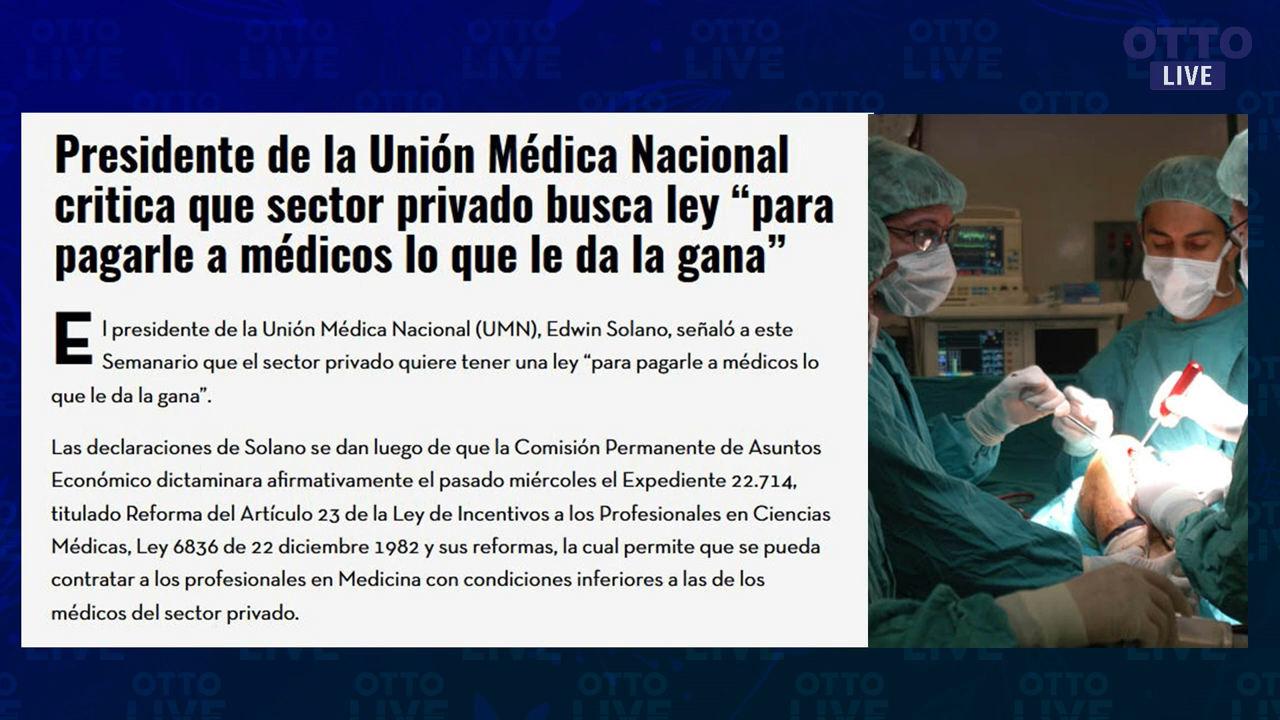 OTTO
LIVE
Presidente de la Unión Médica Nacional
critica que sector privado busca ley “para
pagarle a médicos lo que le da la gana”
El presidente de la Unión Médica Nacional (UMN), Edwin Solano, señaló a este
Semanario que el sector privado quiere tener una ley “para pagarle a médicos lo
que le da la gana”.
Las declaraciones de Solano se dan luego de que la Comisión Permanente de Asuntos
Económico dictaminara afirmativamente el pasado miércoles el Expediente 22.714,
titulado Reforma del Artículo 23 de la Ley de Incentivos a los Profesionales en Ciencias
Médicas, Ley 6836 de 22 diciembre 1982 y sus reformas, la cual permite que se pueda
contratar a los profesionales en Medicina con condiciones inferiores a las de los
médicos del sector privado.